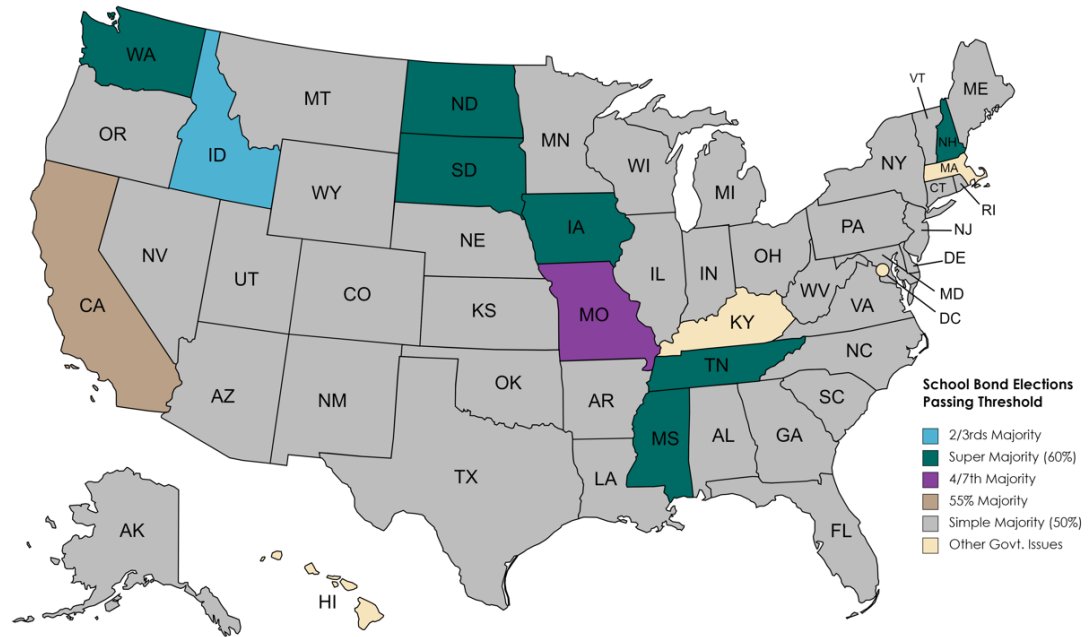 WA
MT
ND
MN
ME
VT
OR
ID
SD
WI
MI
NY
NH
MA
CT
RI
WY
IA
NE
PA
NJ
NV
UT
CO
IL
IN
OH
DE
MD
DC
WV
VA
CA
KS
MO
KY
NC
TN
AZ
NM
OK
AR
SC
MS
AL
GA
TX
LA
FL
AK
HI
School Bond Elections
Passing Threshold
2/3rds Majority
Super Majority (60%)
4/7th Majority
55% Majority
Simple Majority (50%)
Other Govt. Issues